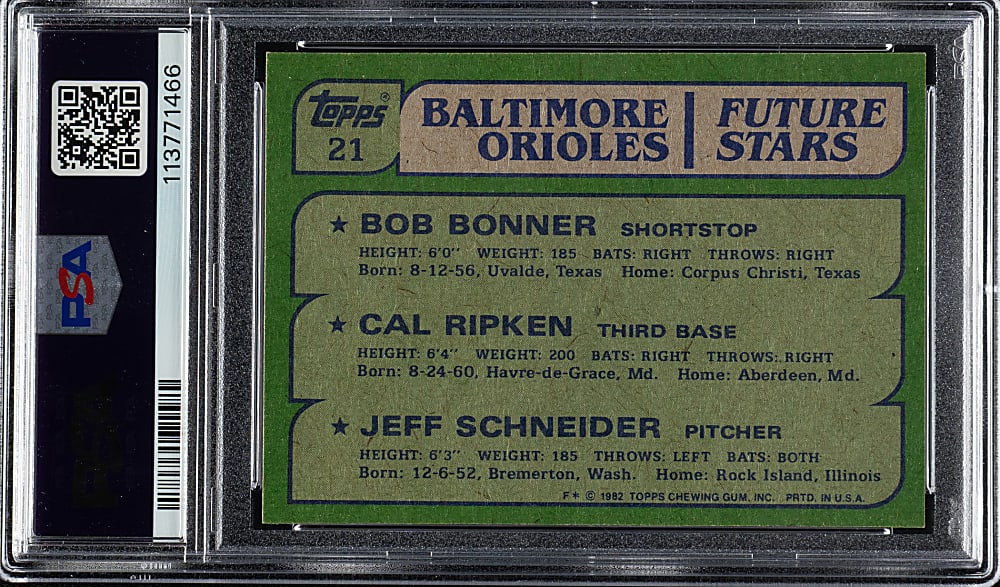 113771466
PSA
topps®
21
BALTIMORE ORIOLES | FUTURE STARS
★ BOB BONNER SHORTSTOP
HEIGHT: 6'0" WEIGHT: 185 BATS: RIGHT THROWS: RIGHT
Born: 8-12-56, Uvalde, Texas Home: Corpus Christi, Texas
★ CAL RIPKEN THIRD BASE
HEIGHT: 6'4" WEIGHT: 200 BATS: RIGHT THROWS: RIGHT
Born: 8-24-60, Havre-de-Grace, Md. Home: Aberdeen, Md.
★ JEFF SCHNEIDER PITCHER
HEIGHT: 6'3" WEIGHT: 185 THROWS: LEFT BATS: BOTH
Born: 12-6-52, Bremerton, Wash. Home: Rock Island, Illinois
F* © 1982 TOPPS CHEWING GUM, INC. PRTD. IN U.S.A.